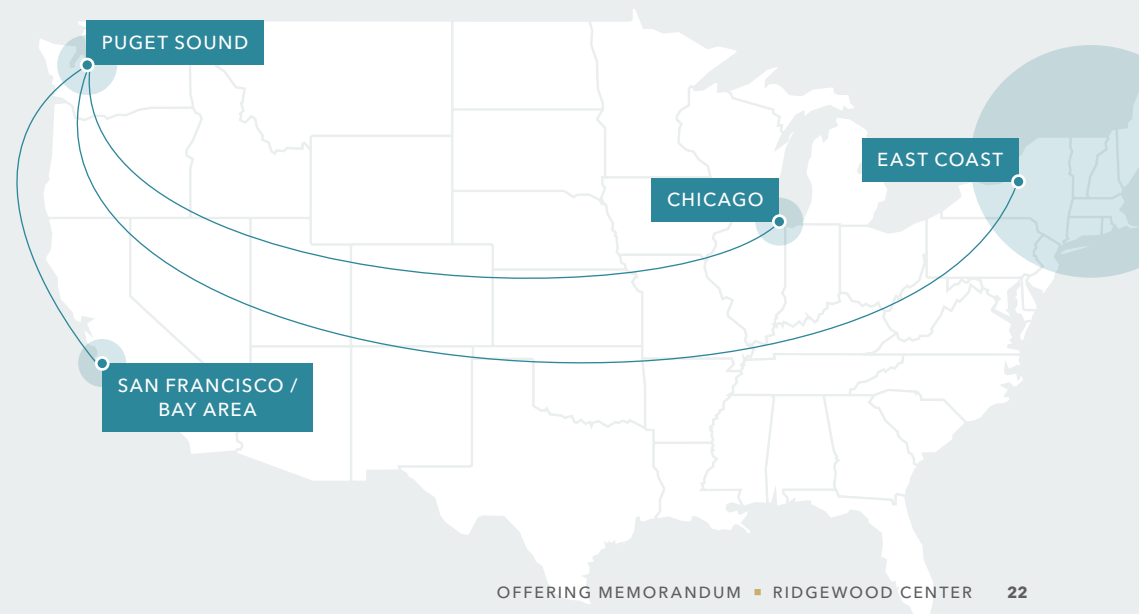 PUGET SOUND
EAST COAST
CHICAGO
SAN FRANCISCO /
BAY AREA
OFFERING MEMORANDUM ▪ RIDGEWOOD CENTER 22